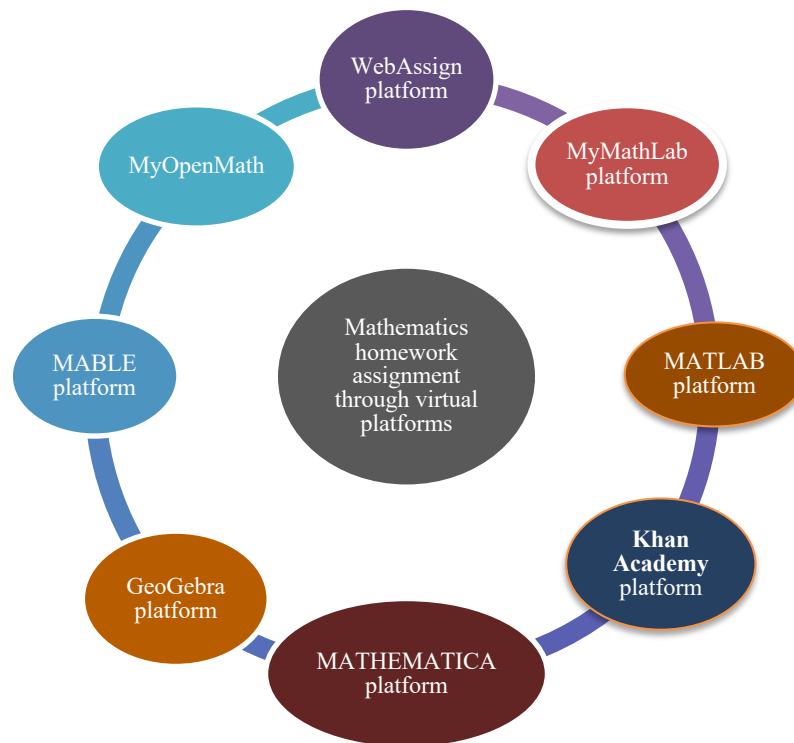 WebAssign
platform
MyOpenMath
MyMathLab
platform
Mathematics
homework
assignment
through virtual
platforms
MABLE
platform
MATLAB
platform
Khan
Academy
platform
GeoGebra
platform
MATHEMATICA
platform